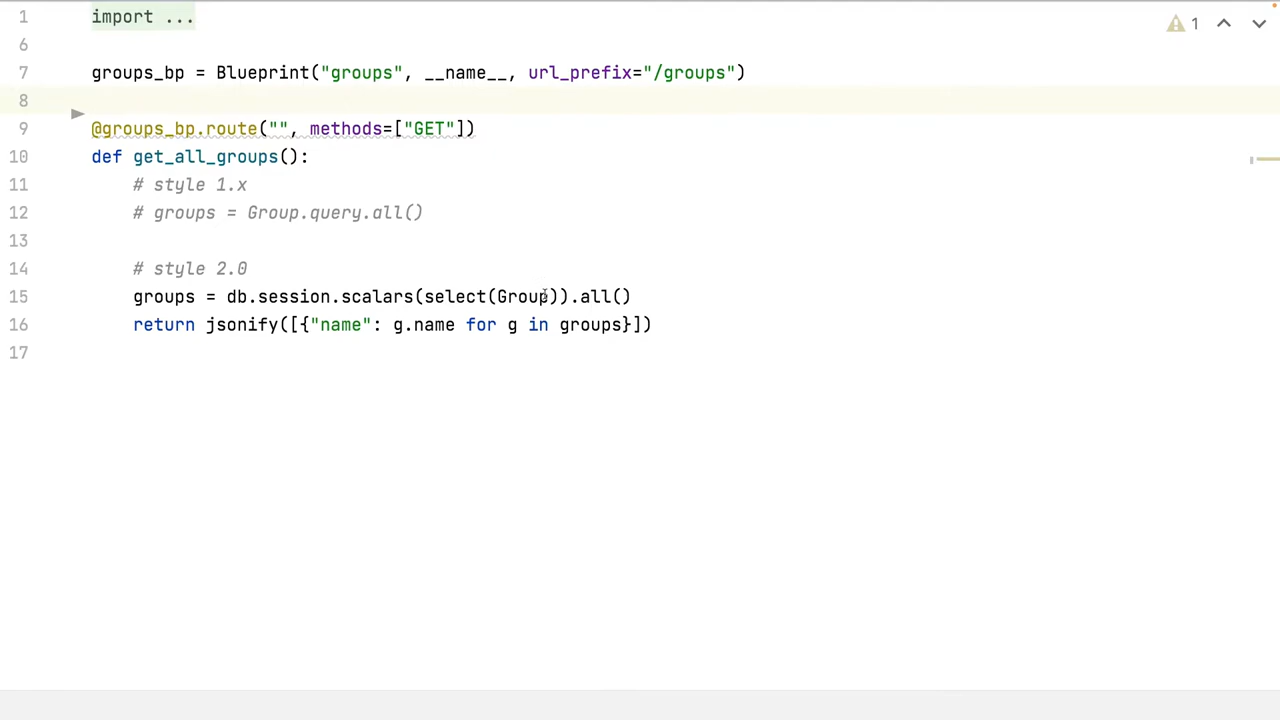 1
1 import ...
6
7 groups_bp = Blueprint("groups", __name__, url_prefix="/groups")
8
9 @groups_bp.route("", methods=["GET"])
10 def get_all_groups():
11 # style 1.x
12 # groups = Group.query.all()
13
14 # style 2.0
15 groups = db.session.scalars(select(Group)).all()
16 return jsonify([{"name": g.name for g in groups}])
17